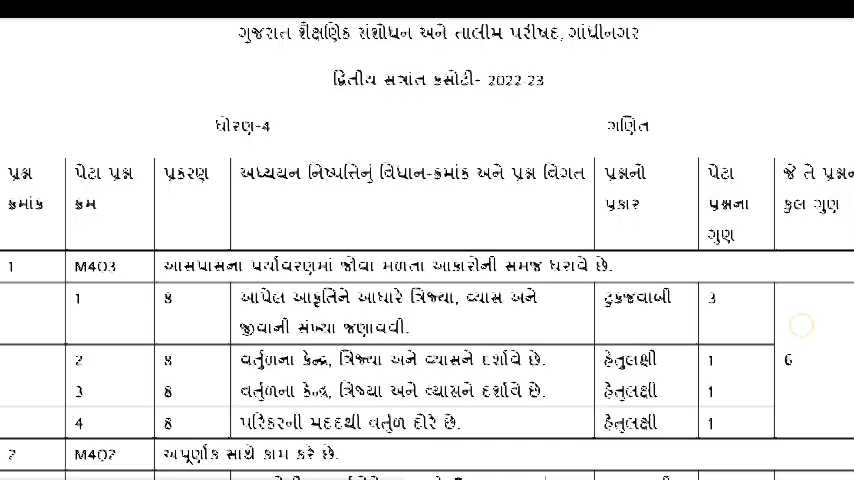 ગુજરાત શૈક્ષણિક સંશોધન અને તાલીમ પરીષદ, ગાંધીનગર
દ્વિતીય સત્રાંત કસોટી- 2022-23
ધોરણ-4 ગણિત
પ્રશ્ન ક્રમાંક પેટા પ્રશ્ન ક્રમ પ્રકરણ અધ્યયન નિષ્પત્તિનું વિધાન-ક્રમાંક અને પ્રશ્ન વિગત પ્રશ્નનો પ્રકાર પેટા પ્રશ્નના ગુણ જે તે પ્રશ્ન કુલ ગુણ
1 M403 આસપાસના પર્યાવરણમાં જોવા મળતા આકારોની સમજ ધરાવે છે.
1 8 આપેલ આકૃતિને આધારે ત્રિજ્યા, વ્યાસ અને ટુંકજવાબી 3
જીવાની સંખ્યા જણાવવી.
2 8 વર્તુળના કેન્દ્ર, ત્રિજ્યા અને વ્યાસને દર્શાવે છે. હેતુલક્ષી 1 6
3 8 વર્તુળના કેન્દ્ર, ત્રિજ્યા અને વ્યાસને દર્શાવે છે. હેતુલક્ષી 1
4 8 પરિકરની મદદથી વર્તુળ દોરે છે. હેતુલક્ષી 1
2 M402 અપૂર્ણાંક સાથે કામ કરે છે.